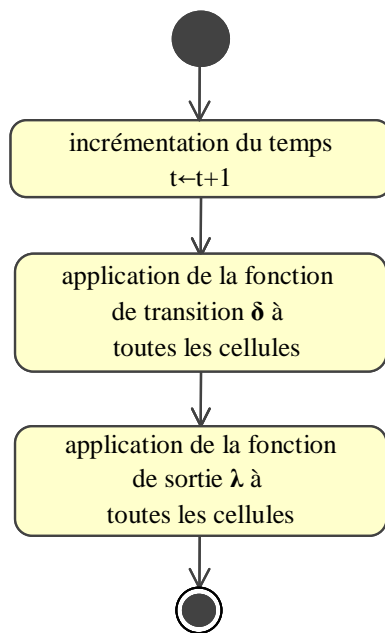 incrémentation du temps
t←t+1
application de la fonction
de transition δ à
toutes les cellules
application de la fonction
de sortie λ à
toutes les cellules